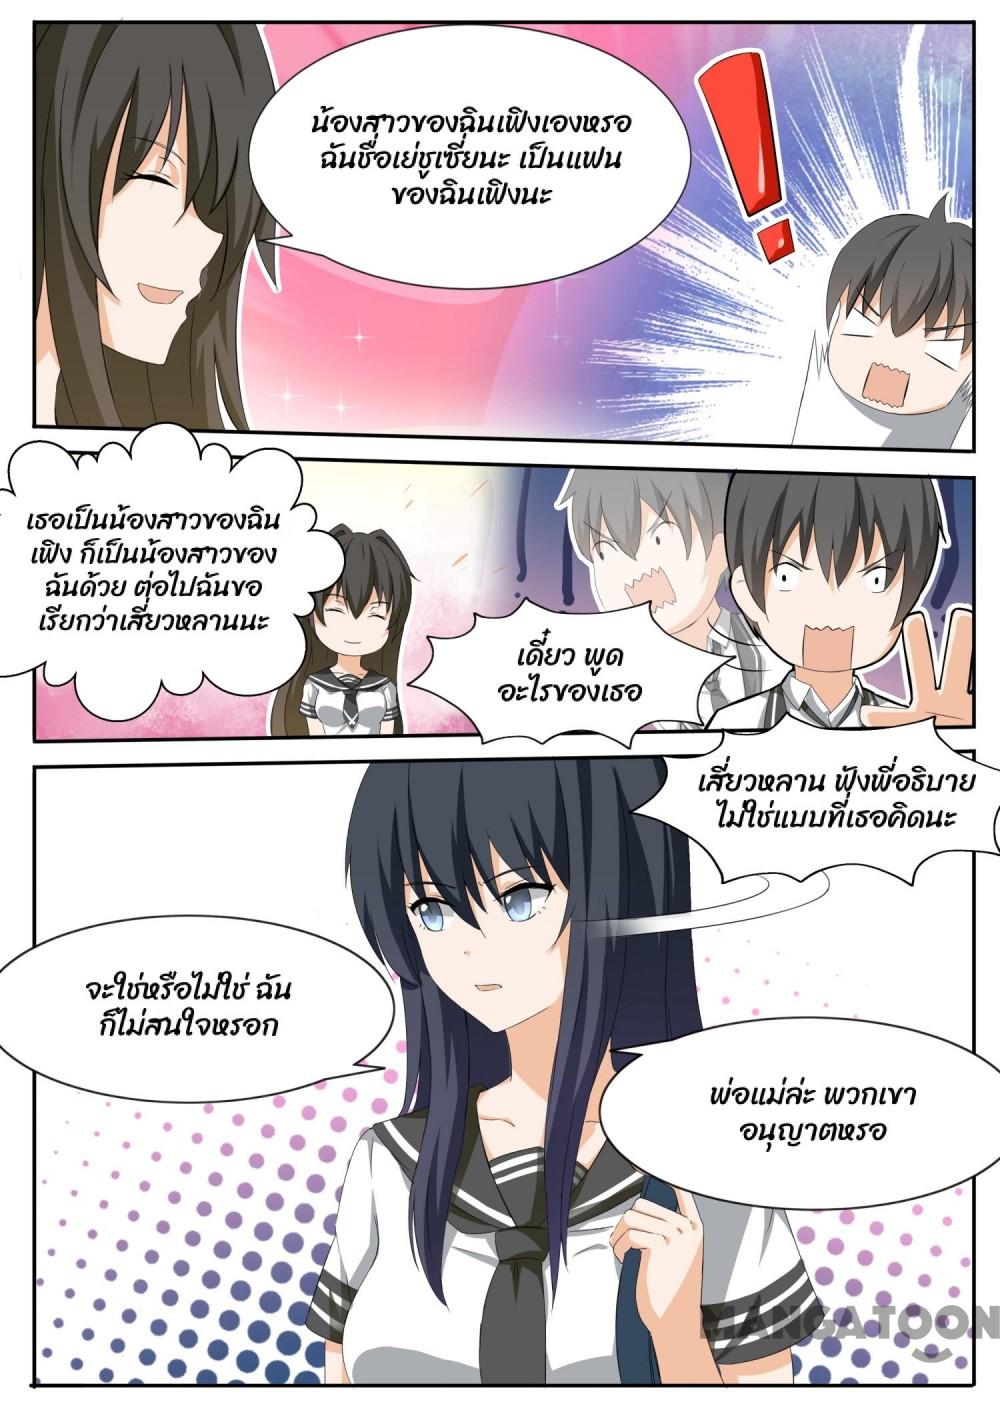 น้องสาวของฉินเฟิงเองหรอ
ฉันชื่อเย่ชูเซี่ยนะ เป็นแฟน
ของฉินเฟิงนะ
เธอเป็นน้องสาวของฉิน
เฟิง ก็เป็นน้องสาวของ
ฉันด้วย ต่อไปฉันขอ
เรียกว่าเสี่ยวหลานนะ
เดี๋ยว พูด
อะไรของเธอ
เสี่ยวหลาน ฟังพี่อธิบาย
ไม่ใช่แบบที่เธอคิดนะ
จะใช่หรือไม่ใช่ ฉัน
ก็ไม่สนใจหรอก
พ่อแม่ล่ะ พวกเขา
อนุญาตหรอ
MANGATOON